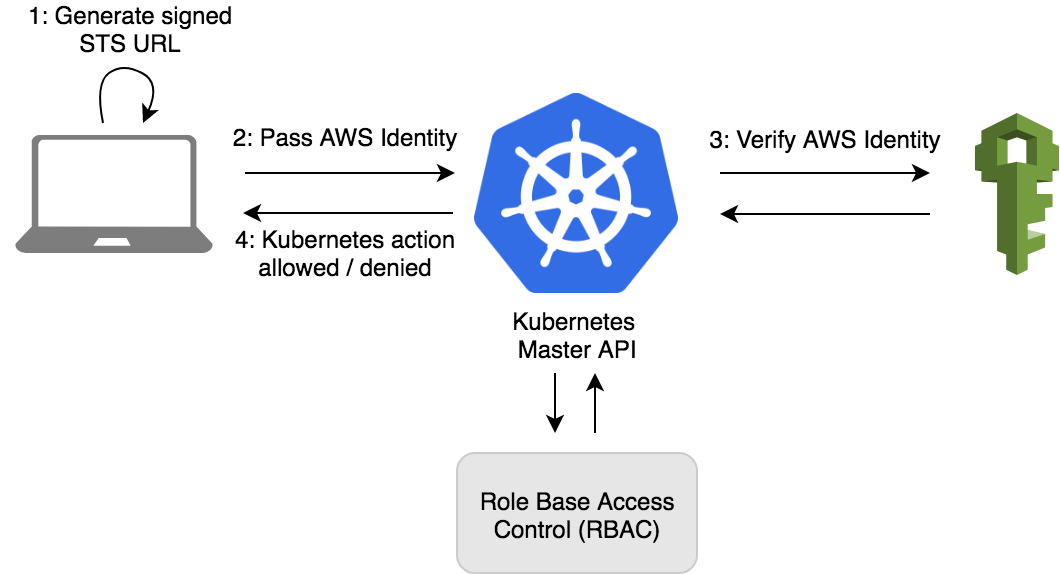 1: Generate signed
STS URL
2: Pass AWS Identity
3: Verify AWS Identity
4: Kubernetes action
allowed / denied
Kubernetes
Master API
Role Base Access
Control (RBAC)